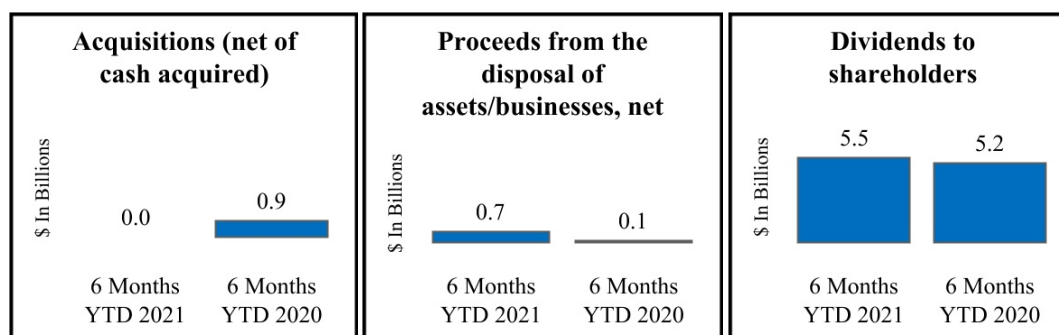 Acquisitions (net of
cash acquired)
$ In Billions
0.0
0.9
6 Months
YTD 2021
6 Months
YTD 2020
Proceeds from the
disposal of
assets/businesses, net
$ In Billions
0.7
0.1
6 Months
YTD 2021
6 Months
YTD 2020
Dividends to
shareholders
$ In Billions
5.5
5.2
6 Months
YTD 2021
6 Months
YTD 2020